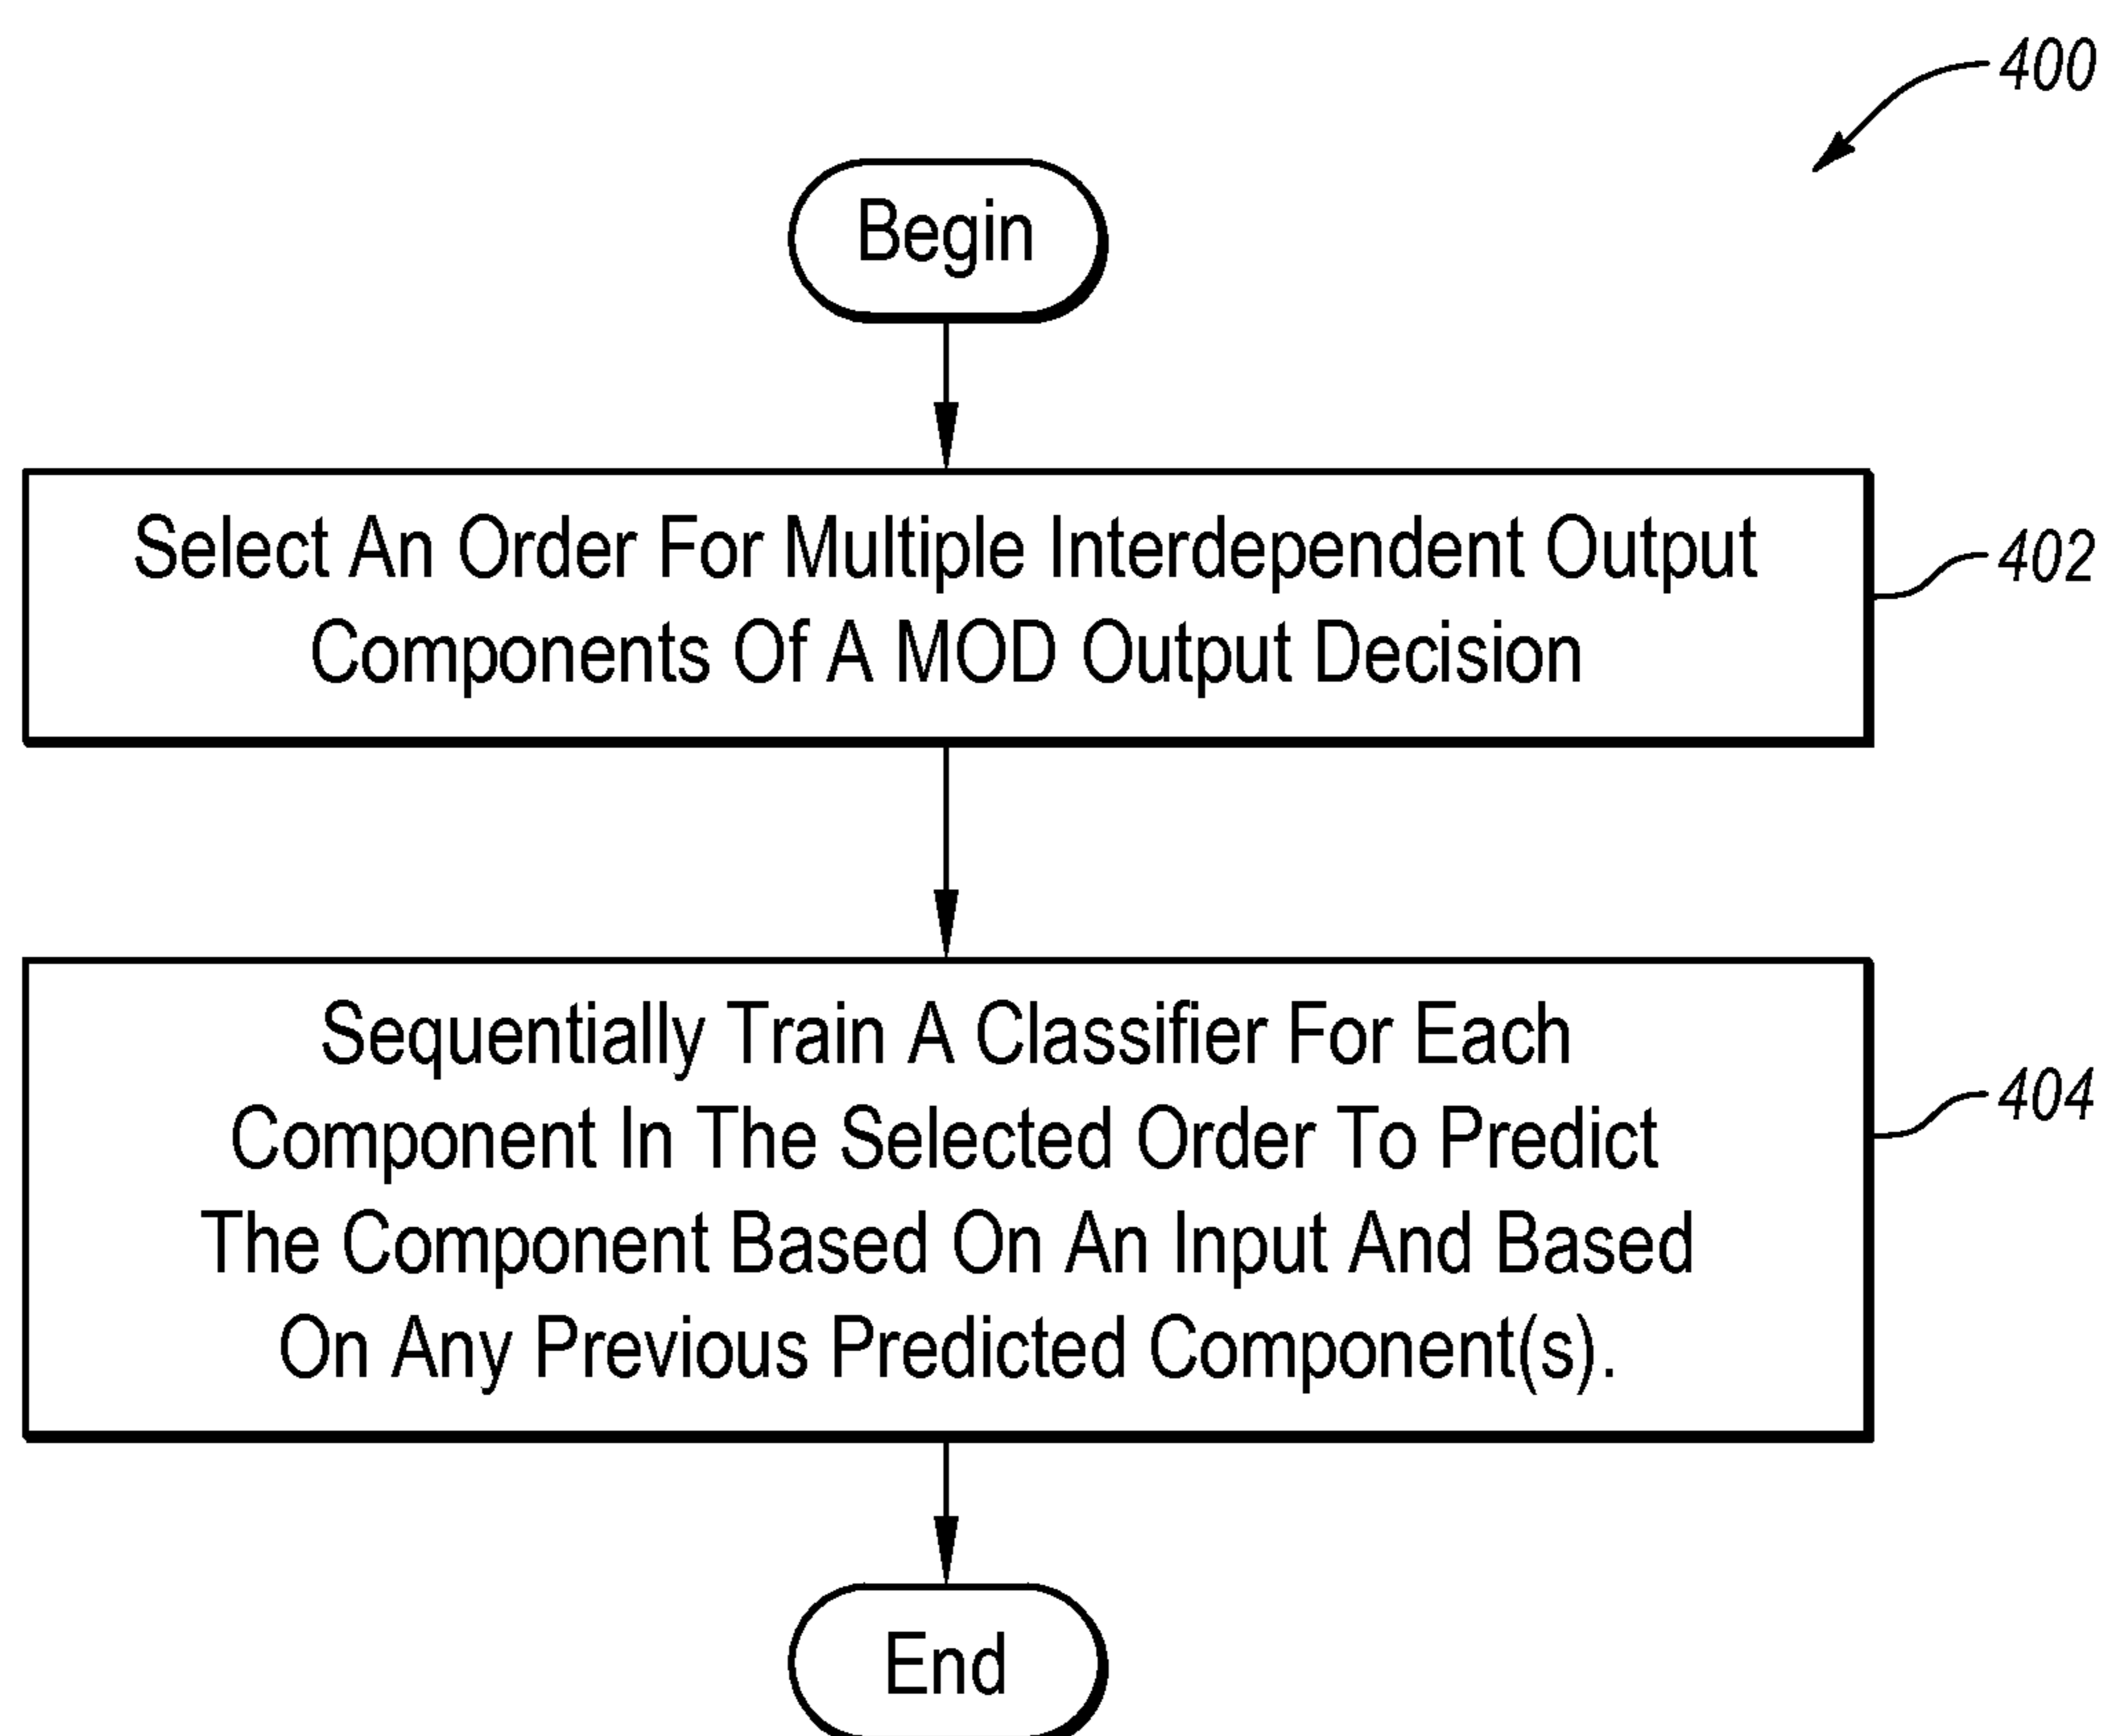 400
Begin
Select An Order For Multiple Interdependent Output
Components Of A MOD Output Decision
402
Sequentially Train A Classifier For Each
Component In The Selected Order To Predict
The Component Based On An Input And Based
On Any Previous Predicted Component(s).
404
End